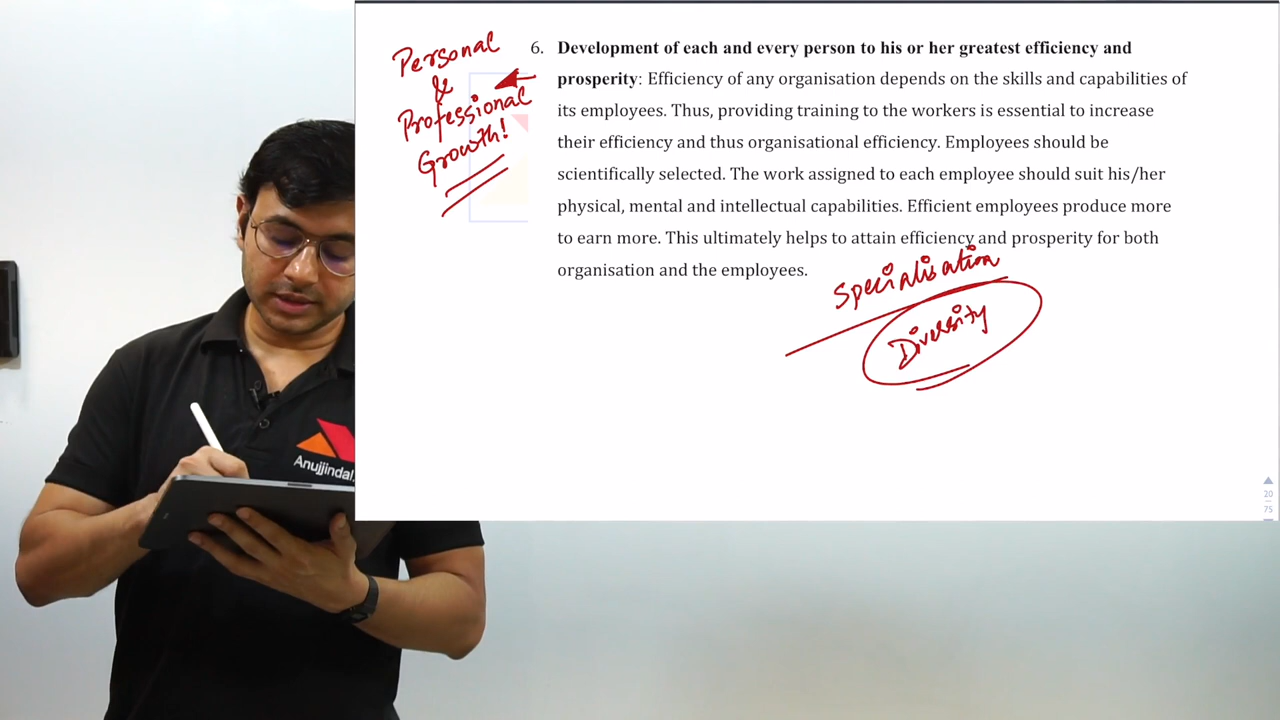 Personal
&
Professional
Growth!
6. Development of each and every person to his or her greatest efficiency and
prosperity: Efficiency of any organisation depends on the skills and capabilities of
its employees. Thus, providing training to the workers is essential to increase
their efficiency and thus organisational efficiency. Employees should be
scientifically selected. The work assigned to each employee should suit his/her
physical, mental and intellectual capabilities. Efficient employees produce more
to earn more. This ultimately helps to attain efficiency and prosperity for both
organisation and the employees.
Specialisation
Diversity
Anujjindal.
20
75